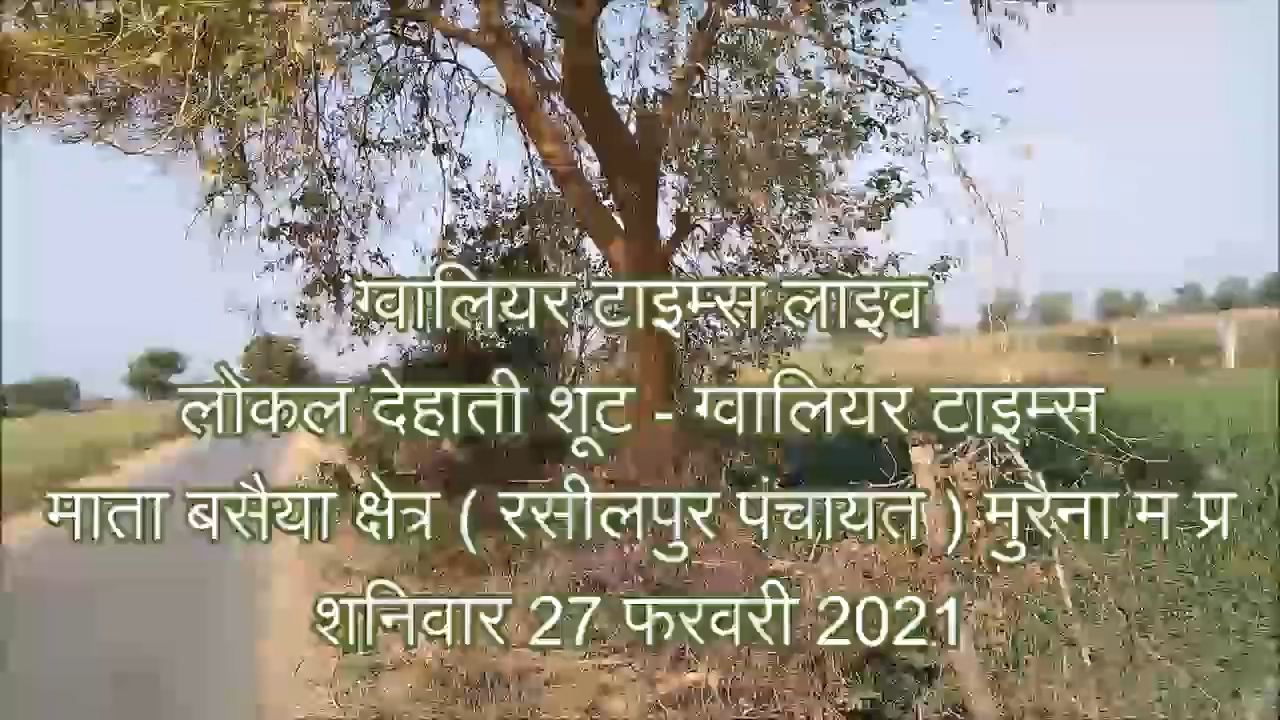 ग्वालियर टाइम्स लाइव
लोकल देहाती शूट - ग्वालियर टाइम्स
माता बसैया क्षेत्र ( रसीलपुर पंचायत ) मुरैना म प्र
शनिवार 27 फरवरी 2021